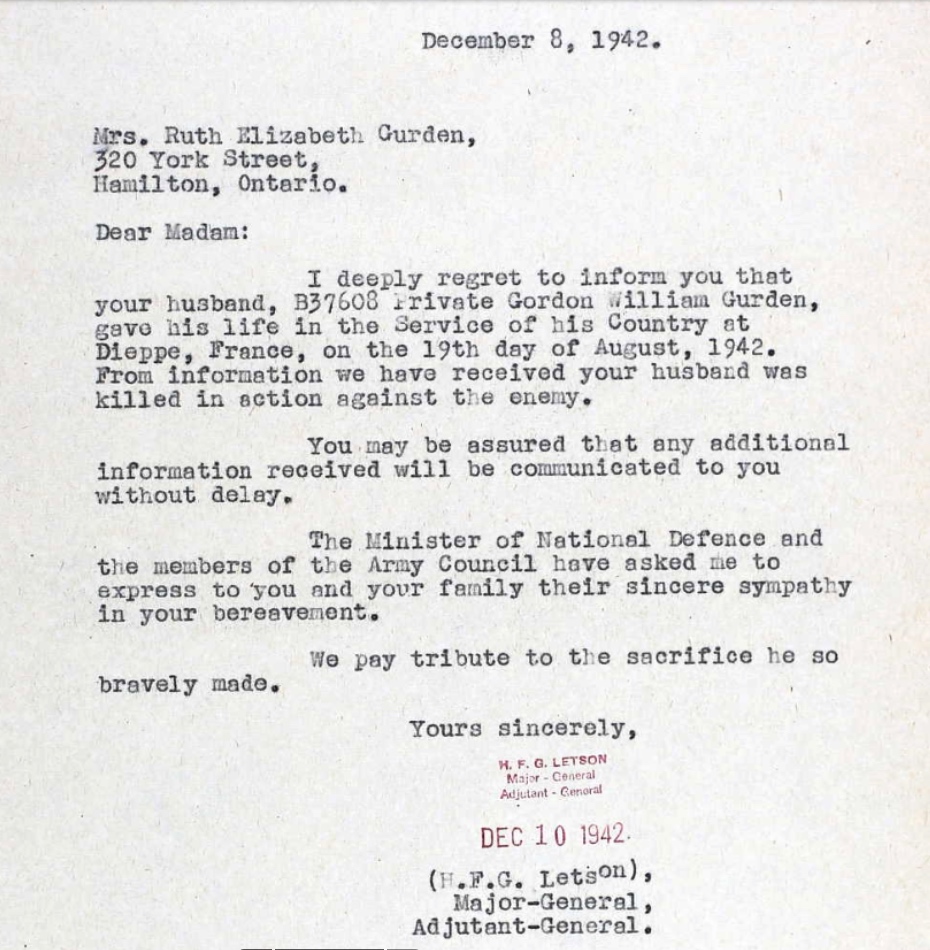 December 8, 1942.
Mrs. Ruth Elizabeth Gurden,
320 York Street,
Hamilton, Ontario.
Dear Madam:
I deeply regret to inform you that
your husband, B37608 Private Gordon William Gurden,
gave his life in the Service of his Country at
Dieppe, France, on the 19th day of August, 1942.
From information we have received your husband was
killed in action against the enemy.
You may be assured that any additional
information received will be communicated to you
without delay.
The Minister of National Defence and
the members of the Army Council have asked me to
express to you and your family their sincere sympathy
in your bereavement.
We pay tribute to the sacrifice he so
bravely made.
Yours sincerely,
H. F. G. LETSON
Major - General
Adjutant - General
DEC 10 1942.
(H.F.G. Letson),
Major-General,
Adjutant-General.